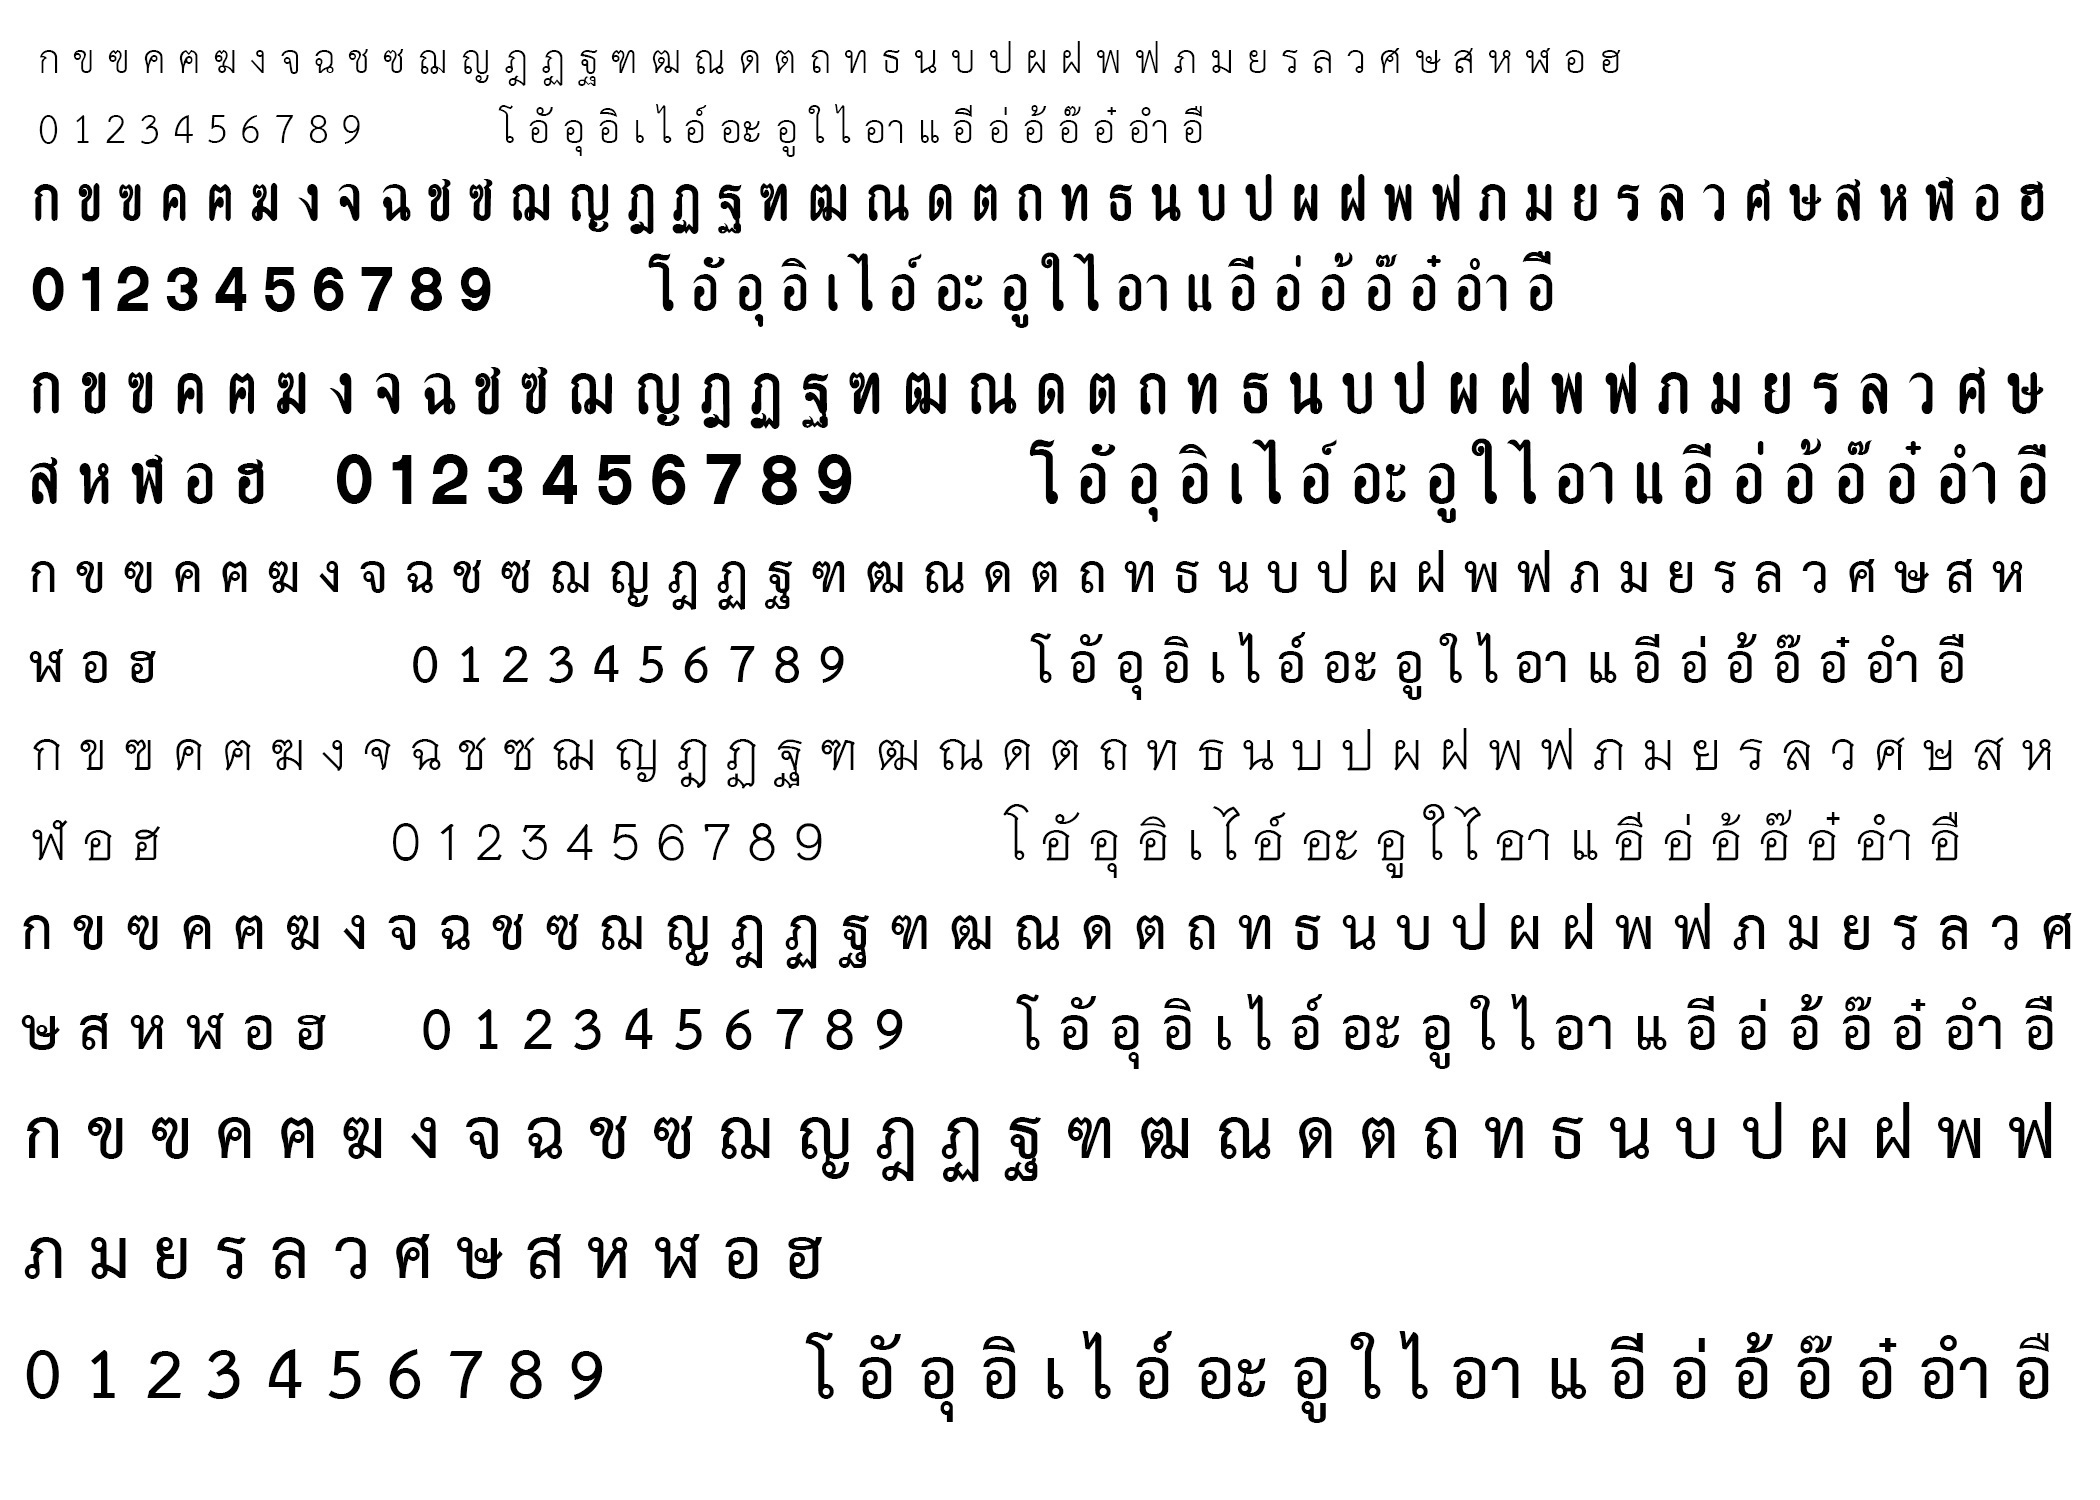 ก ข ฃ ค ฅ ฆ ง จ ฉ ช ซ ฌ ญ ฎ ฏ ฐ ฑ ฒ ณ ด ต ถ ท ธ น บ ป ผ ฝ พ ฟ ภ ม ย ร ล ว ศ ษ ส ห ฬ อ ฮ
0 1 2 3 4 5 6 7 8 9 โ อั อุ อิ เ ไ อ์ อะ อู ใ ไ อา แ อี อ่ อ้ อ๊ อ๋ อำ อื
ก ข ฃ ค ฅ ฆ ง จ ฉ ช ซ ฌ ญ ฎ ฏ ฐ ฑ ฒ ณ ด ต ถ ท ธ น บ ป ผ ฝ พ ฟ ภ ม ย ร ล ว ศ ษ ส ห ฬ อ ฮ
0 1 2 3 4 5 6 7 8 9 โ อั อุ อิ เ ไ อ์ อะ อู ใ ไ อา แ อี อ่ อ้ อ๊ อ๋ อำ อื
ก ข ฃ ค ฅ ฆ ง จ ฉ ช ซ ฌ ญ ฎ ฏ ฐ ฑ ฒ ณ ด ต ถ ท ธ น บ ป ผ ฝ พ ฟ ภ ม ย ร ล ว ศ ษ
ส ห ฬ อ ฮ 0 1 2 3 4 5 6 7 8 9 โ อั อุ อิ เ ไ อ์ อะ อู ใ ไ อา แ อี อ่ อ้ อ๊ อ๋ อำ อื
ก ข ฃ ค ฅ ฆ ง จ ฉ ช ซ ฌ ญ ฎ ฏ ฐ ฑ ฒ ณ ด ต ถ ท ธ น บ ป ผ ฝ พ ฟ ภ ม ย ร ล ว ศ ษ ส ห
ฬ อ ฮ 0 1 2 3 4 5 6 7 8 9 โ อั อุ อิ เ ไ อ์ อะ อู ใ ไ อา แ อี อ่ อ้ อ๊ อ๋ อำ อื
ก ข ฃ ค ฅ ฆ ง จ ฉ ช ซ ฌ ญ ฎ ฏ ฐ ฑ ฒ ณ ด ต ถ ท ธ น บ ป ผ ฝ พ ฟ ภ ม ย ร ล ว ศ ษ ส ห
ฬ อ ฮ 0 1 2 3 4 5 6 7 8 9 โ อั อุ อิ เ ไ อ์ อะ อู ใ ไ อา แ อี อ่ อ้ อ๊ อ๋ อำ อื
ก ข ฃ ค ฅ ฆ ง จ ฉ ช ซ ฌ ญ ฎ ฏ ฐ ฑ ฒ ณ ด ต ถ ท ธ น บ ป ผ ฝ พ ฟ ภ ม ย ร ล ว ศ
ษ ส ห ฬ อ ฮ 0 1 2 3 4 5 6 7 8 9 โ อั อุ อิ เ ไ อ์ อะ อู ใ ไ อา แ อี อ่ อ้ อ๊ อ๋ อำ อื
ก ข ฃ ค ฅ ฆ ง จ ฉ ช ซ ฌ ญ ฎ ฏ ฐ ฑ ฒ ณ ด ต ถ ท ธ น บ ป ผ ฝ พ ฟ
ภ ม ย ร ล ว ศ ษ ส ห ฬ อ ฮ
0 1 2 3 4 5 6 7 8 9 โ อั อุ อิ เ ไ อ์ อะ อู ใ ไ อา แ อี อ่ อ้ อ๊ อ๋ อำ อื